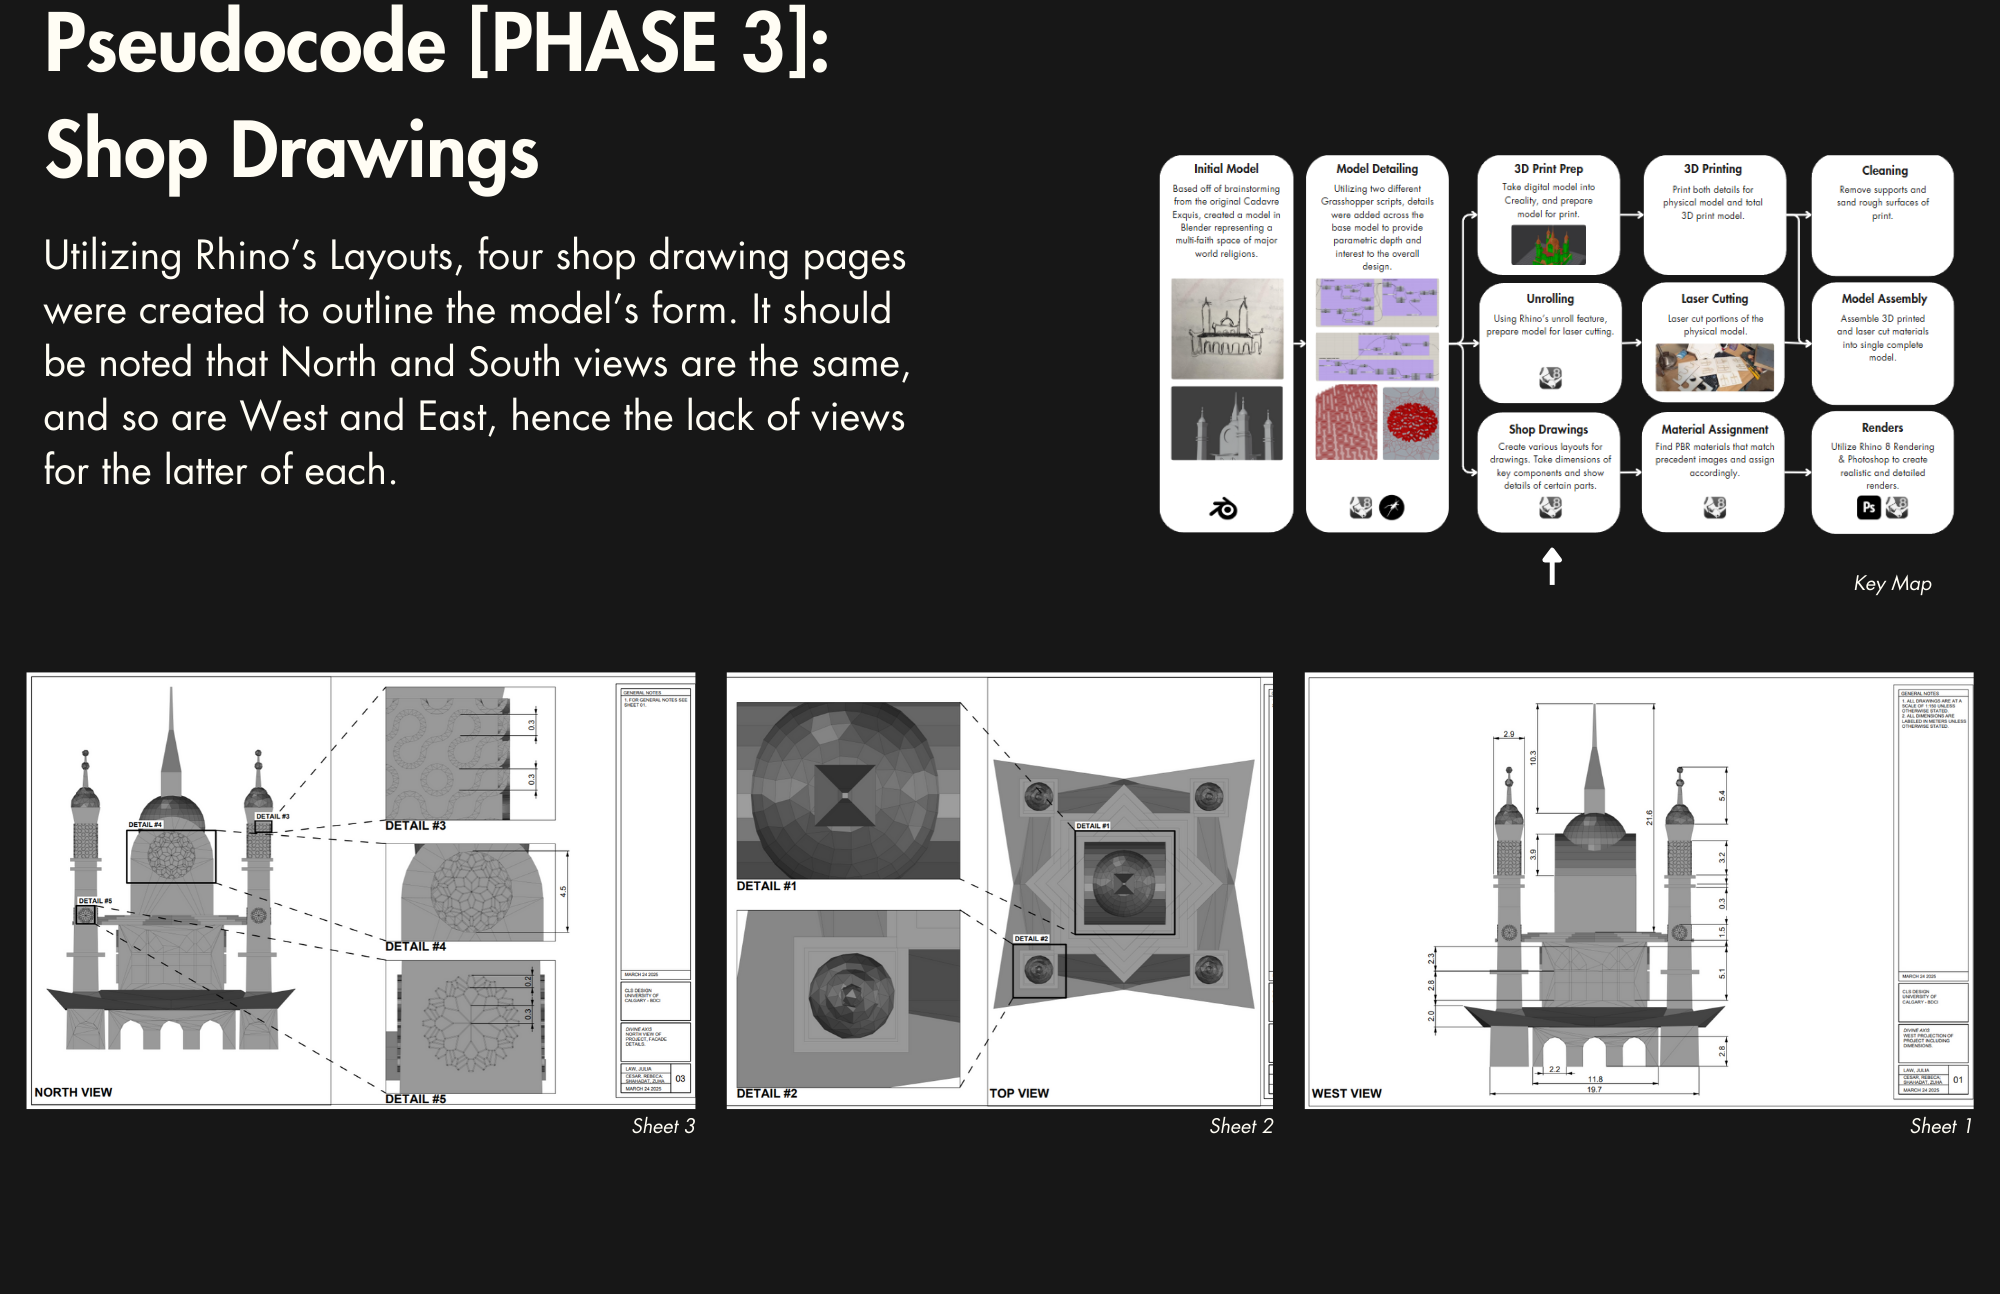 Pseudocode [PHASE 3]:
Shop Drawings
Utilizing Rhino’s Layouts, four shop drawing pages
were created to outline the model’s form. It should
be noted that North and South views are the same,
and so are West and East, hence the lack of views
for the latter of each.
Initial Model
Based off of brainstorming
from the original Cadavre
Exquis, created a model in
Blender representing a
multi-faith space of major
world religions.
Model Detailing
Utilizing two different
Grasshopper scripts, details
were added across the
base model to provide
parametric depth and
interest to the overall
design.
3D Print Prep
Take digital model into
Creality, and prepare
model for print.
3D Printing
Print both details for
physical model and total
3D print model.
Cleaning
Remove supports and
sand rough surfaces of
print.
Unrolling
Using Rhino’s unroll feature,
prepare model for laser cutting.
Laser Cutting
Laser cut portions of the
physical model.
Model Assembly
Assemble 3D printed
and laser cut materials
into single complete
model.
Shop Drawings
Create various layouts for
drawings. Take dimensions of
key components and show
details of certain parts.
Material Assignment
Find PBR materials that match
precedent images and assign
accordingly.
Renders
Utilize Rhino 8 Rendering
& Photoshop to create
realistic and detailed
renders.
Ps
Key Map
DETAIL #4
DETAIL #3
DETAIL #5
NORTH VIEW
0.3
0.3
DETAIL #3
4.5
DETAIL #4
0.2
0.3
DETAIL #5
GENERAL NOTES
1. FOR GENERAL NOTES SEE
SHEET 01.
MARCH 24 2025
CLS DESIGN
UNIVERSITY OF
CALGARY - BDCI
DIVINE AXIS
NORTH VIEW OF
PROJECT, FACADE
DETAILS.
LAW, JULIA
CESAR, REBECA;
SHAHADAT, ZUHA
MARCH 24 2025
03
Sheet 3
DETAIL #1
DETAIL #2
DETAIL #1
DETAIL #2
TOP VIEW
Sheet 2
2.9
10.3
21.6
5.4
3.9
3.2
0.3
1.5
2.3
5.1
2.8
2.0
2.8
2.2
11.8
19.7
WEST VIEW
GENERAL NOTES
1. ALL DRAWINGS ARE AT A
SCALE OF 1:150 UNLESS
OTHERWISE STATED.
2. ALL DIMENSIONS ARE
LABELED IN METERS UNLESS
OTHERWISE STATED.
MARCH 24 2025
CLS DESIGN
UNIVERSITY OF
CALGARY - BDCI
DIVINE AXIS
WEST PROJECTION OF
PROJECT INCLUDING
DIMENSIONS.
LAW, JULIA
CESAR, REBECA;
SHAHADAT, ZUHA
MARCH 24 2025
01
Sheet 1